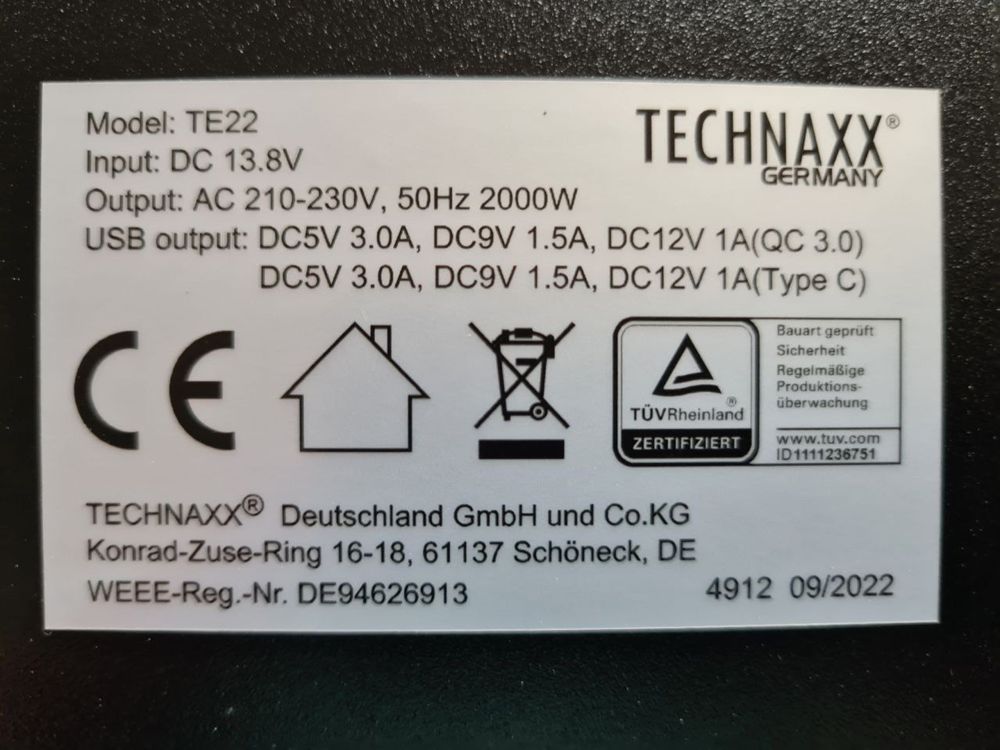 Model: TE22
Input: DC 13.8V
Output: AC 210-230V, 50Hz 2000W
USB output: DC5V 3.0A, DC9V 1.5A, DC12V 1A(QC 3.0)
DC5V 3.0A, DC9V 1.5A, DC12V 1A(Type C)
TECHNAXX®
GERMANY
CE
TÜVRheinland®
ZERTIFIZIERT
Bauart geprüft
Sicherheit
Regelmäßige
Produktions-
überwachung
www.tuv.com
ID1111236751
TECHNAXX® Deutschland GmbH und Co.KG
Konrad-Zuse-Ring 16-18, 61137 Schöneck, DE
WEEE-Reg.-Nr. DE94626913
4912 09/2022